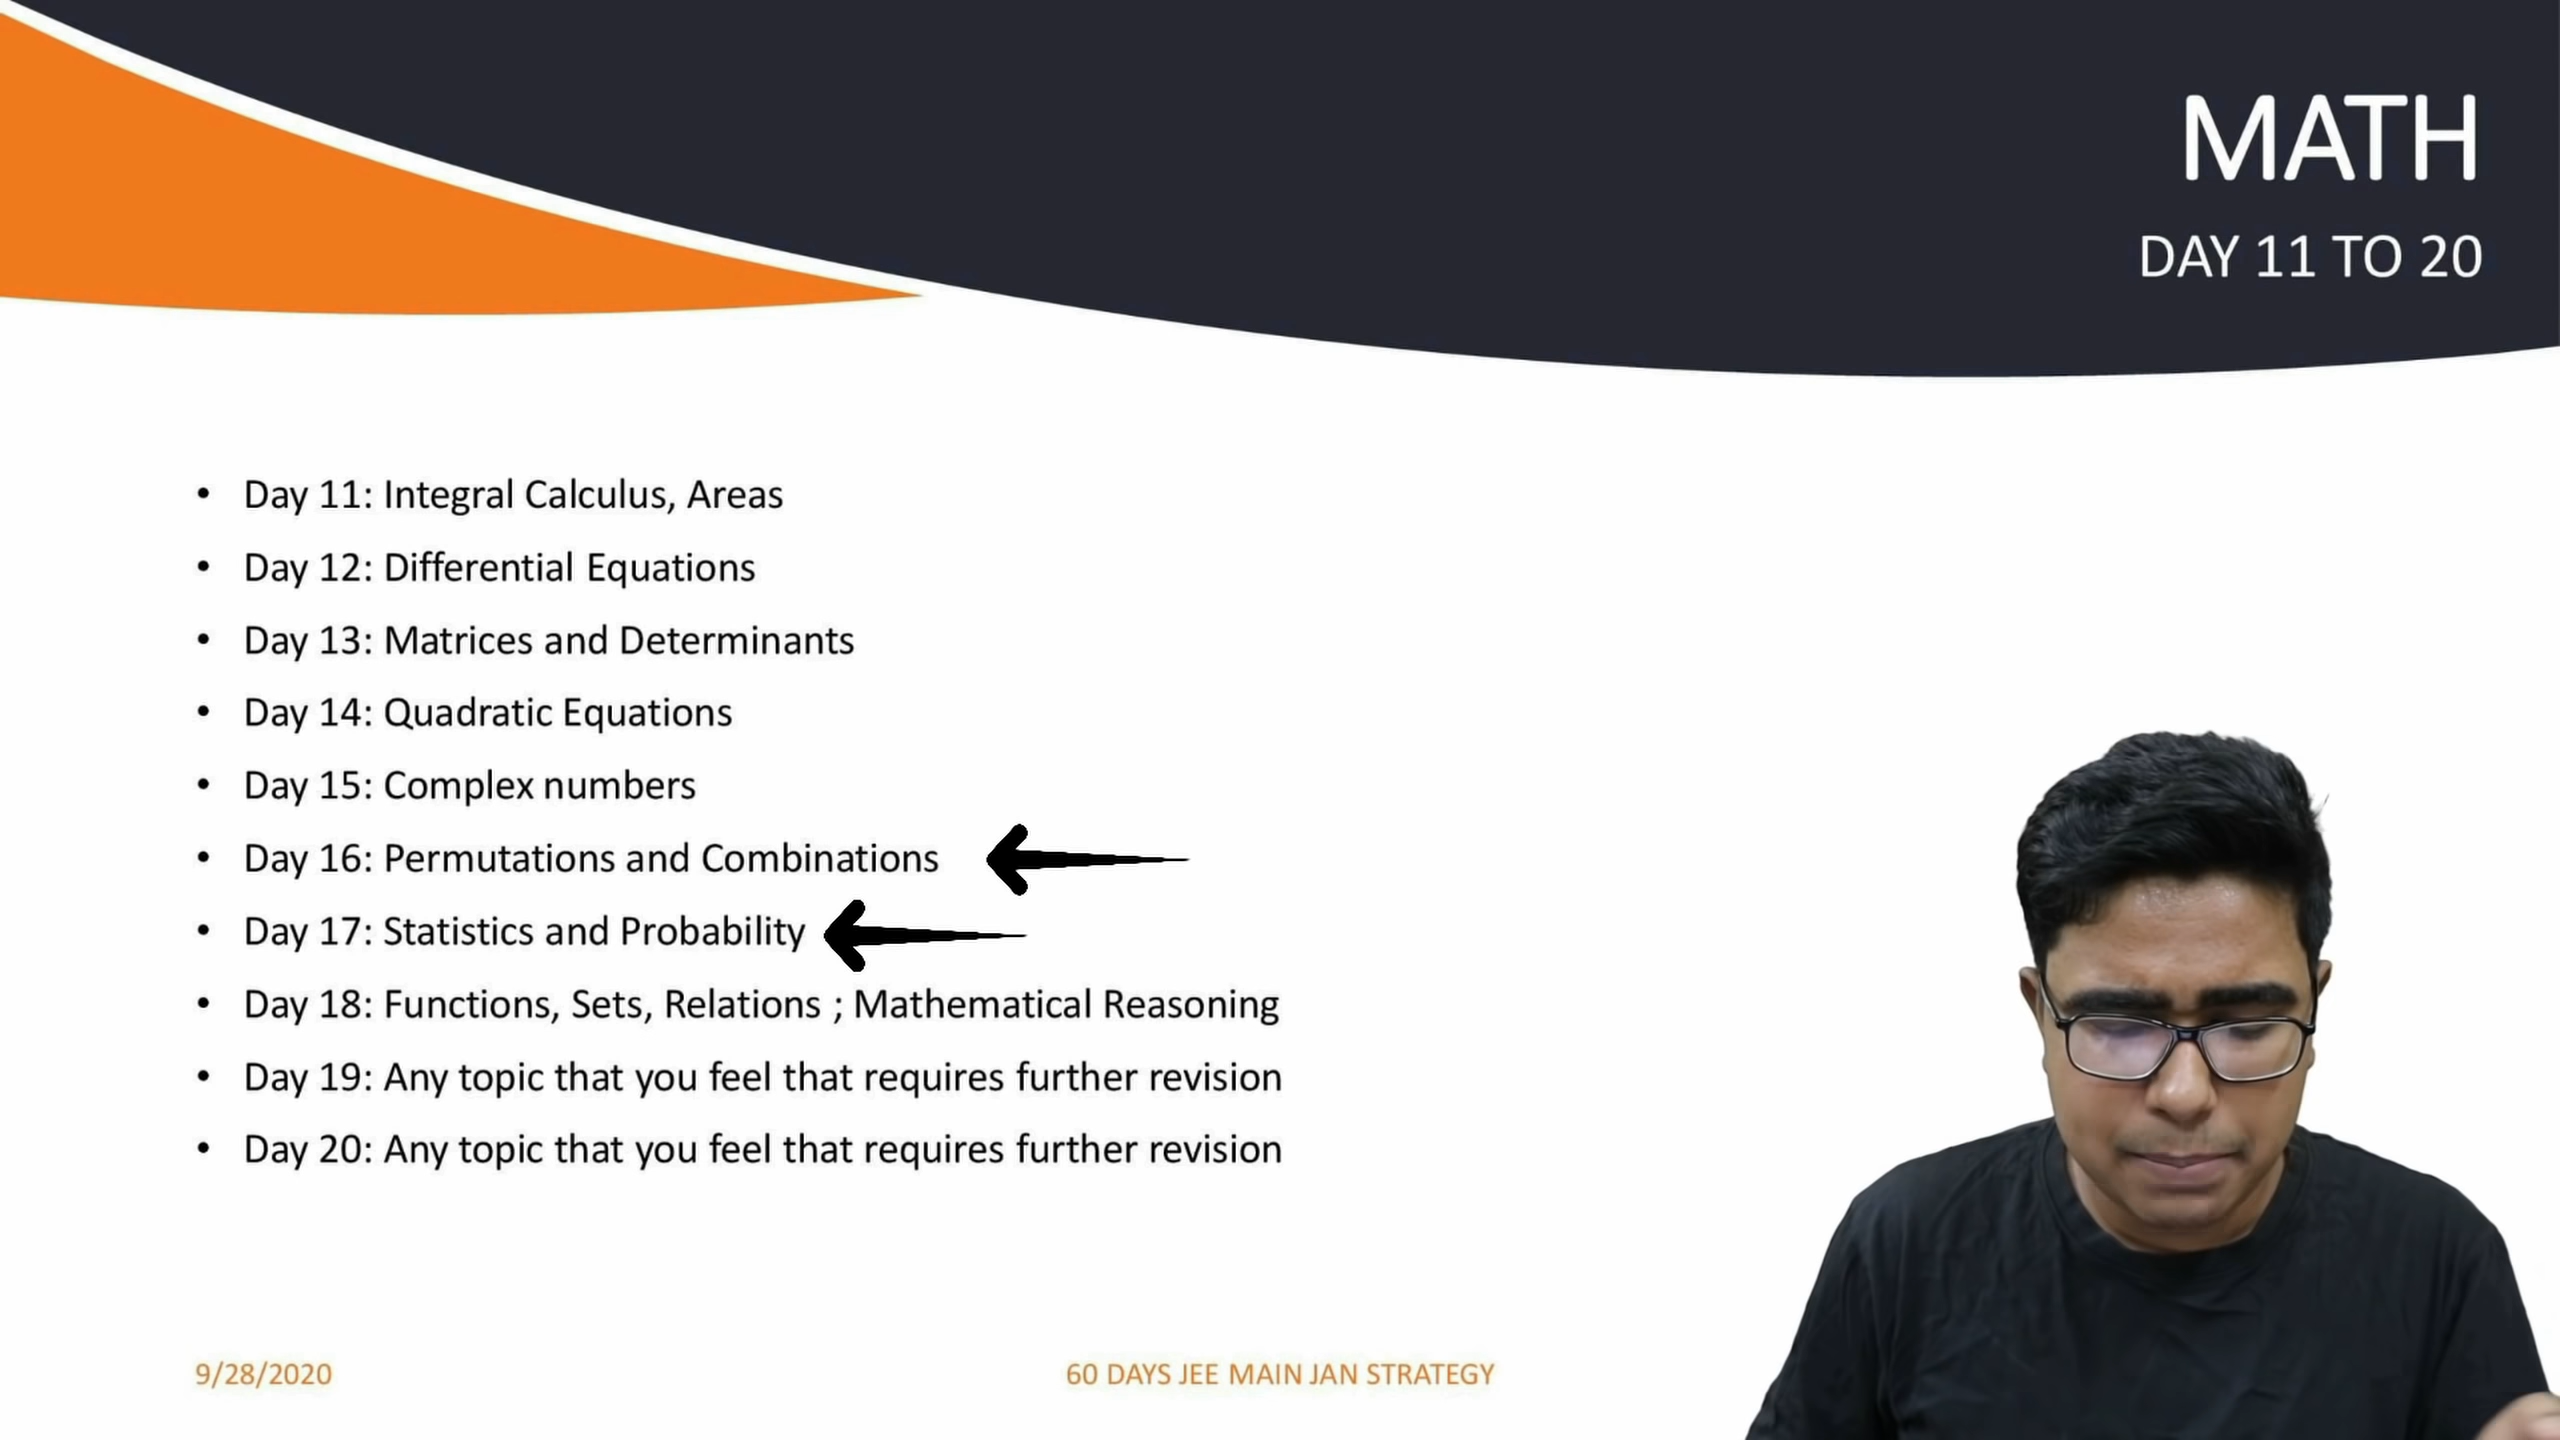 MATH
DAY 11 TO 20
• Day 11: Integral Calculus, Areas
• Day 12: Differential Equations
• Day 13: Matrices and Determinants
• Day 14: Quadratic Equations
• Day 15: Complex numbers
• Day 16: Permutations and Combinations
• Day 17: Statistics and Probability
• Day 18: Functions, Sets, Relations ; Mathematical Reasoning
• Day 19: Any topic that you feel that requires further revision
• Day 20: Any topic that you feel that requires further revision
9/28/2020
60 DAYS JEE MAIN JAN STRATEGY